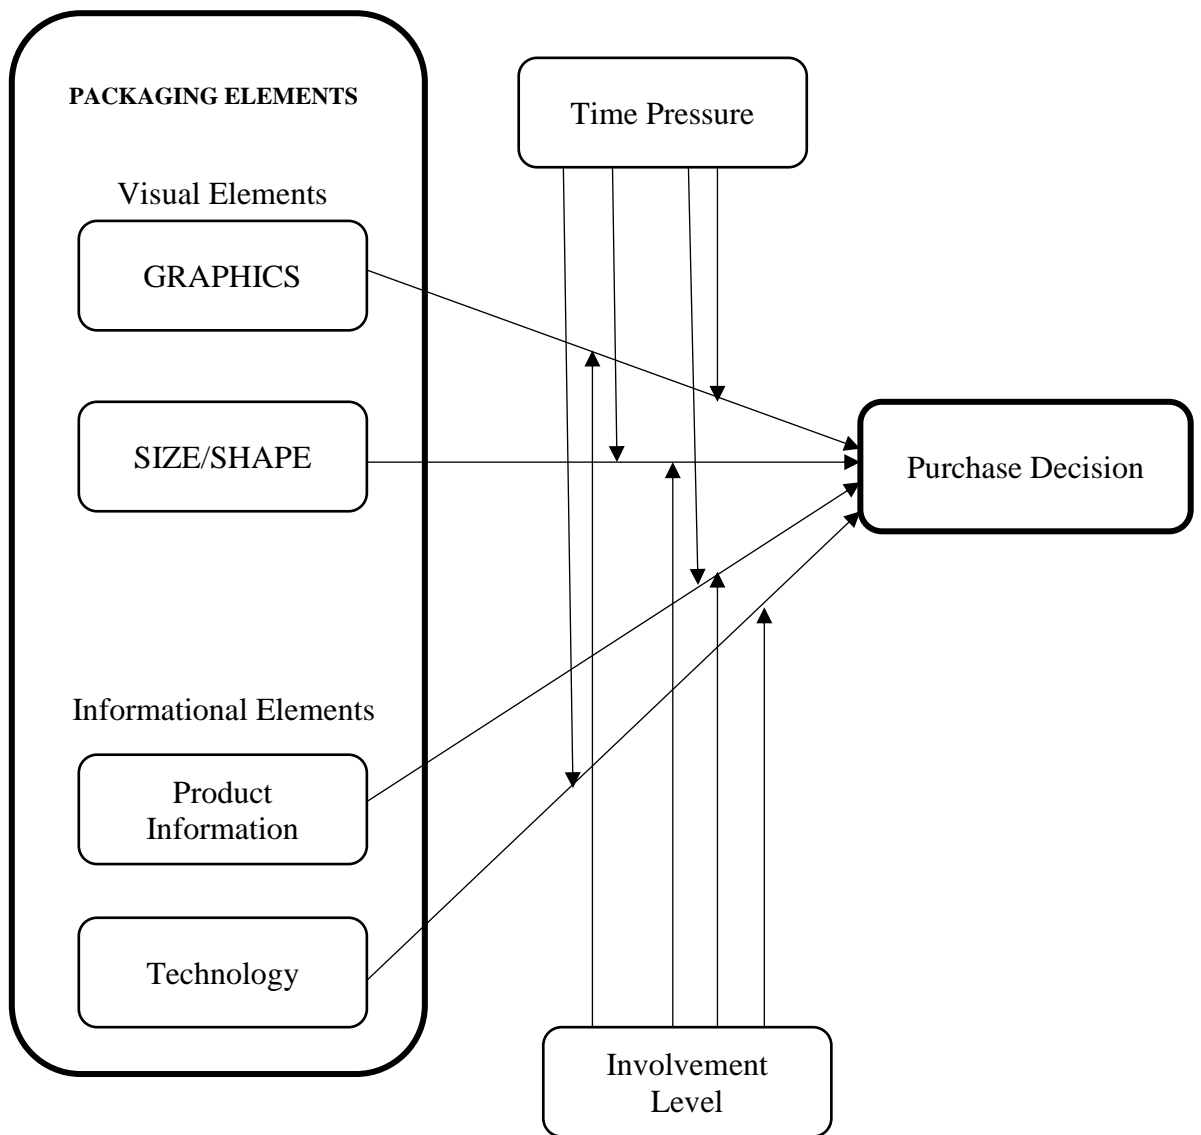 PACKAGING ELEMENTS
Visual Elements
GRAPHICS
SIZE/SHAPE
Informational Elements
Product
Information
Technology
Time Pressure
Purchase Decision
Involvement
Level